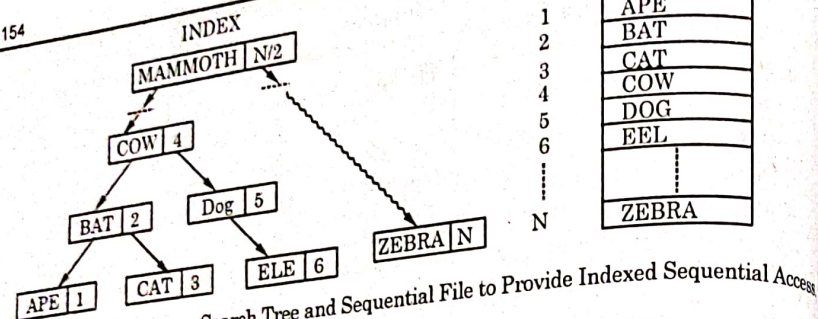 154
INDEX
MAMMOTH N/2
COW 4
BAT 2
Dog 5
APE 1
CAT 3
ELE 6
ZEBRA N
1 APE
2 BAT
3 CAT
4 COW
5 DOG
6 EEL
N ZEBRA
Tree and Sequential File to Provide Indexed Sequential Access